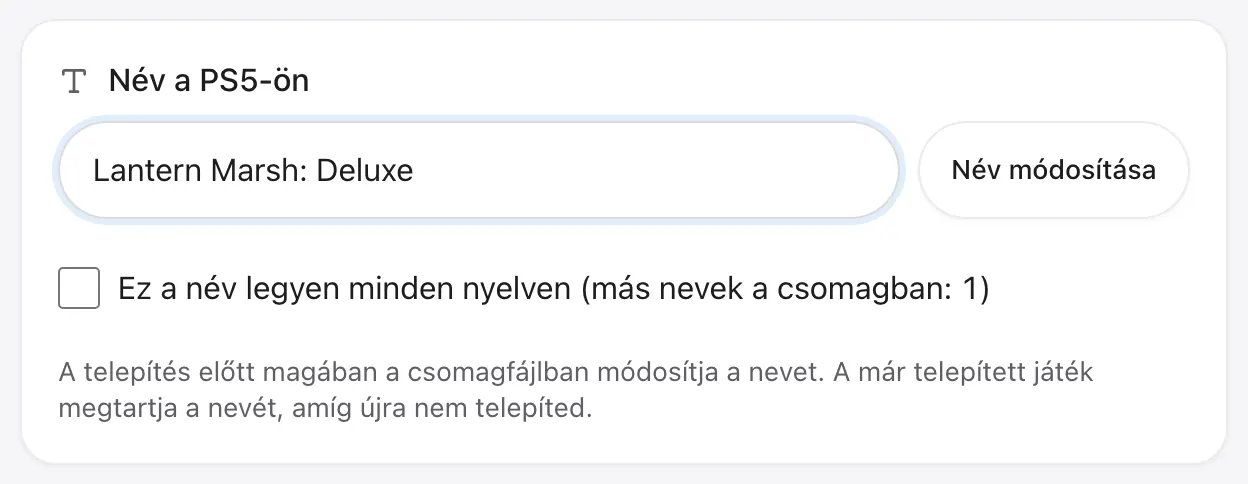 Név a PS5-ön
Lantern Marsh: Deluxe
Név módosítása
Ez a név legyen minden nyelven (más nevek a csomagban: 1)
A telepítés előtt magában a csomagfájlban módosítja a nevet. A már telepített játék
megtartja a nevét, amíg újra nem telepíted.